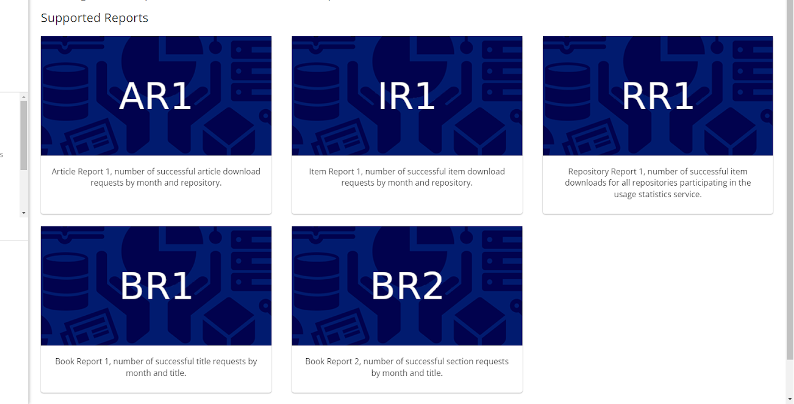 Supported Reports
AR1
Article Report 1, number of successful article download
requests by month and repository.
IR1
Item Report 1, number of successful item download
requests by month and repository.
RR1
Repository Report 1, number of successful item
downloads for all repositories participating in the
usage statistics service.
BR1
Book Report 1, number of successful title requests by
month and title.
BR2
Book Report 2, number of successful section requests
by month and title.